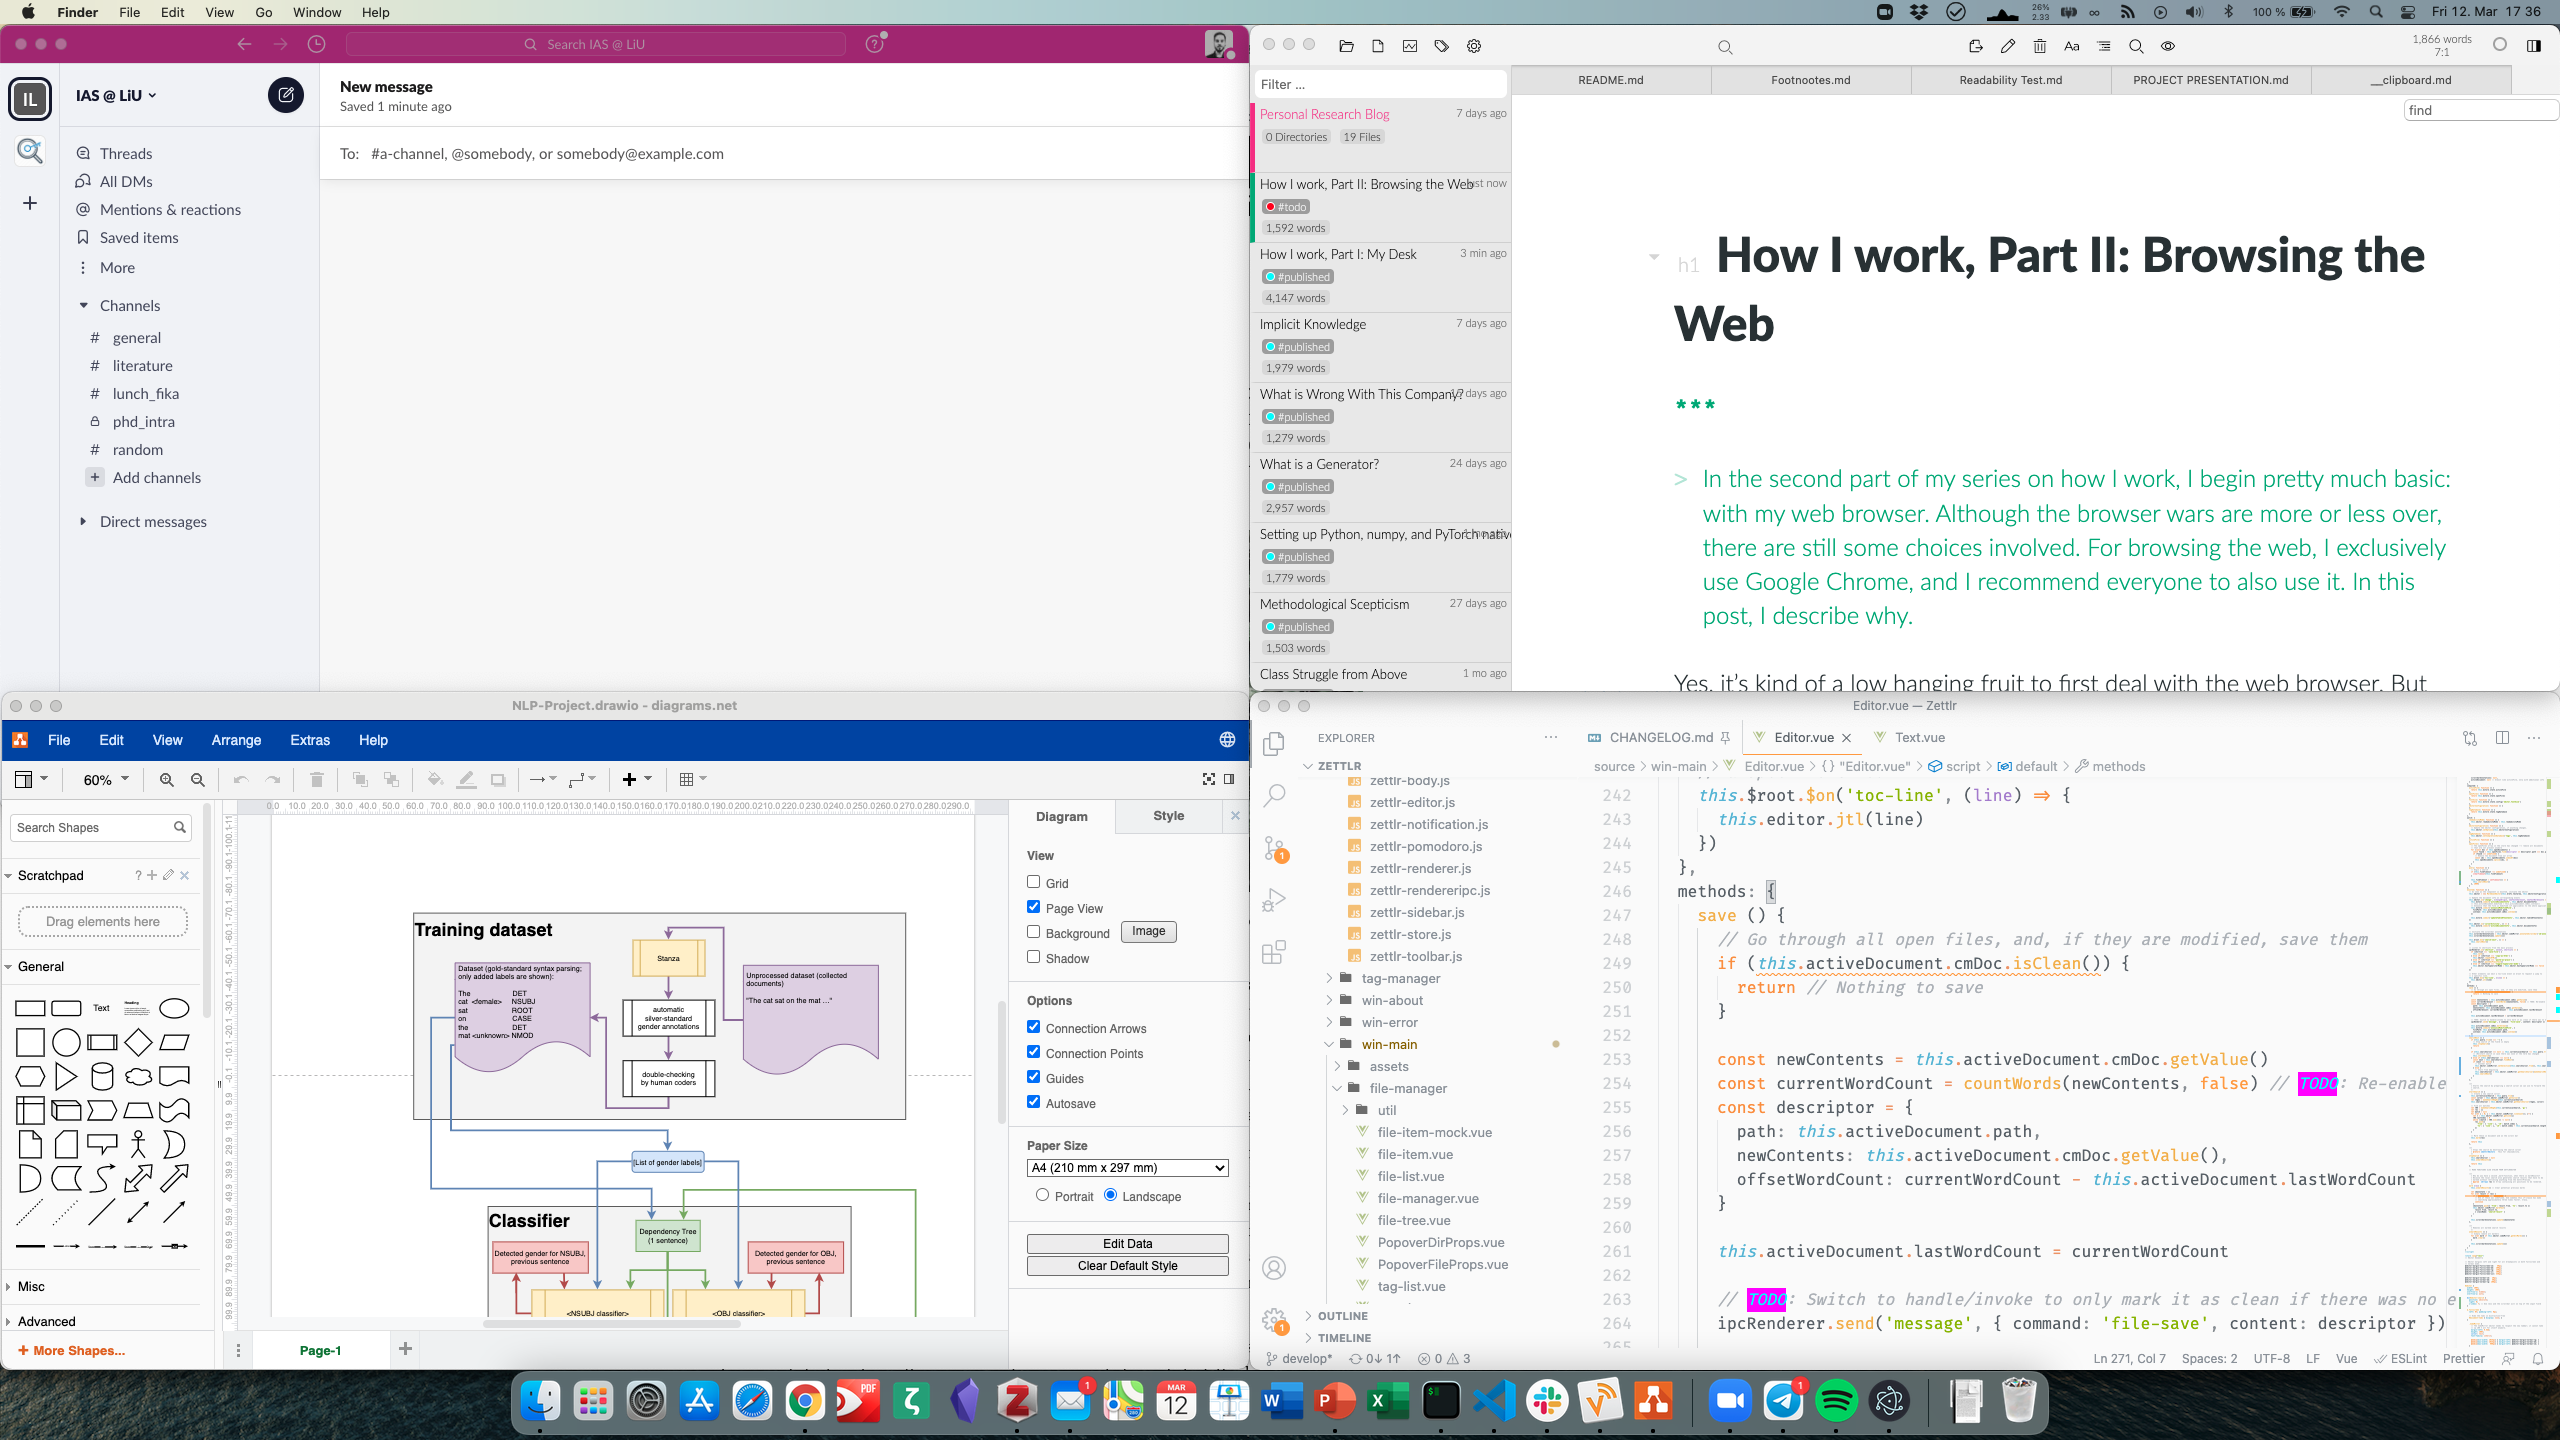 Finder File Edit View Go Window Help
26% 2.33 100 % Fri 12. Mar 17 36
Search IAS @ LiU
IL
IAS @ LiU
New message
Saved 1 minute ago
To: #a-channel, @somebody, or somebody@example.com
Threads
All DMs
Mentions & reactions
Saved items
More
Channels
# general
# literature
# lunch_fika
phd_intra
# random
+ Add channels
Direct messages
1,866 words
7:1
Filter ...
README.md Footnootes.md Readability Test.md PROJECT PRESENTATION.md __clipboard.md
find
Personal Research Blog 7 days ago
0 Directories 19 Files
How I work, Part II: Browsing the Web just now
#todo
1,592 words
How I work, Part I: My Desk 3 min ago
#published
4,147 words
Implicit Knowledge 7 days ago
#published
1,979 words
What is Wrong With This Company? days ago
#published
1,279 words
What is a Generator? 24 days ago
#published
2,957 words
Setting up Python, numpy, and PyTorch
#published
1,779 words
Methodological Scepticism 27 days ago
#published
1,503 words
Class Struggle from Above 1 mo ago
h1 How I work, Part II: Browsing the
Web
***
> In the second part of my series on how I work, I begin pretty much basic:
with my web browser. Although the browser wars are more or less over,
there are still some choices involved. For browsing the web, I exclusively
use Google Chrome, and I recommend everyone to also use it. In this
post, I describe why.
Yes, it's kind of a low hanging fruit to first deal with the web browser. But
NLP-Project.drawio - diagrams.net
File Edit View Arrange Extras Help
60%
Search Shapes
Scratchpad
Drag elements here
General
Text
Heading
Misc
Advanced
+ More Shapes...
Training dataset
Dataset (gold-standard syntax parsing;
only added labels are shown):
The DET
cat <female> NSUBJ
sat ROOT
on CASE
the DET
mat <unknown> NMOD
Stanza
automatic
silver-standard
gender annotations
double-checking
by human coders
Unprocessed dataset (collected
documents)
"The cat sat on the mat ..."
[List of gender labels]
Classifier
Dependency Tree
(1 sentence)
Detected gender for NSUBJ,
previous sentence
Detected gender for OBJ,
previous sentence
<NSUBJ classifier>
<OBJ classifier>
Page-1
Diagram Style
View
Grid
Page View
Background Image
Shadow
Options
Connection Arrows
Connection Points
Guides
Autosave
Paper Size
A4 (210 mm x 297 mm)
Portrait Landscape
Edit Data
Clear Default Style
Editor.vue — Zettlr
EXPLORER
ZETTLR
zettlr-body.js
zettlr-editor.js
zettlr-notification.js
zettlr-pomodoro.js
zettlr-renderer.js
zettlr-rendereripc.js
zettlr-sidebar.js
zettlr-store.js
zettlr-toolbar.js
tag-manager
win-about
win-error
win-main
assets
file-manager
util
file-item-mock.vue
file-item.vue
file-list.vue
file-manager.vue
file-tree.vue
PopoverDirProps.vue
PopoverFileProps.vue
tag-list.vue
OUTLINE
TIMELINE
CHANGELOG.md Editor.vue Text.vue
source > win-main > Editor.vue > {} "Editor.vue" > script > default > methods
242 this.$root.$on('toc-line', (line) => {
243 this.editor.jtl(line)
244 })
245 },
246 methods: {
247 save () {
248 // Go through all open files, and, if they are modified, save them
249 if (this.activeDocument.cmDoc.isClean()) {
250 return // Nothing to save
251 }
252
253 const newContents = this.activeDocument.cmDoc.getValue()
254 const currentWordCount = countWords(newContents, false) // TODO: Re-enable
255 const descriptor = {
256 path: this.activeDocument.path,
257 newContents: this.activeDocument.cmDoc.getValue(),
258 offsetWordCount: currentWordCount - this.activeDocument.lastWordCount
259 }
260
261 this.activeDocument.lastWordCount = currentWordCount
262
263 // TODO: Switch to handle/invoke to only mark it as clean if there was no e
264 ipcRenderer.send('message', { command: 'file-save', content: descriptor })
265
develop* 0↓ 1↑ 0 3
Ln 271, Col 7 Spaces: 2 UTF-8 LF Vue ESLint Prettier
PDF
MAR
12